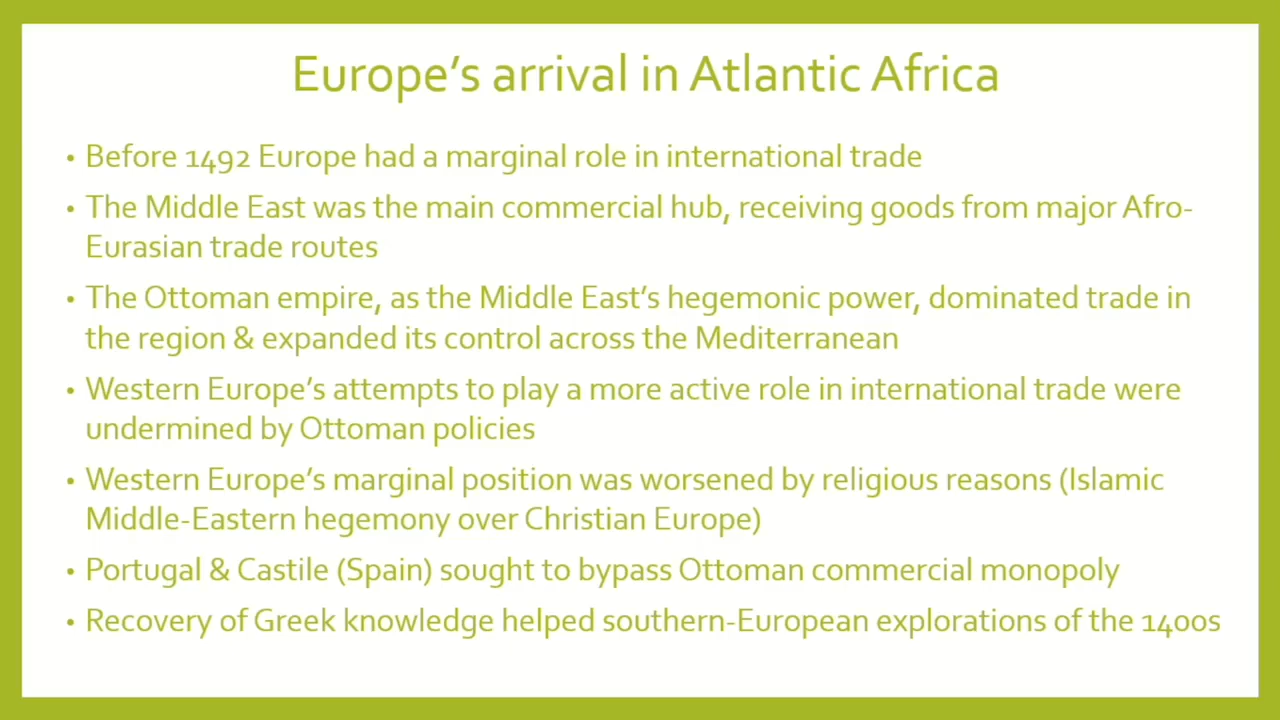 Europe's arrival in Atlantic Africa
• Before 1492 Europe had a marginal role in international trade
• The Middle East was the main commercial hub, receiving goods from major Afro-
Eurasian trade routes
• The Ottoman empire, as the Middle East's hegemonic power, dominated trade in
the region & expanded its control across the Mediterranean
• Western Europe's attempts to play a more active role in international trade were
undermined by Ottoman policies
• Western Europe's marginal position was worsened by religious reasons (Islamic
Middle-Eastern hegemony over Christian Europe)
• Portugal & Castile (Spain) sought to bypass Ottoman commercial monopoly
• Recovery of Greek knowledge helped southern-European explorations of the 1400s